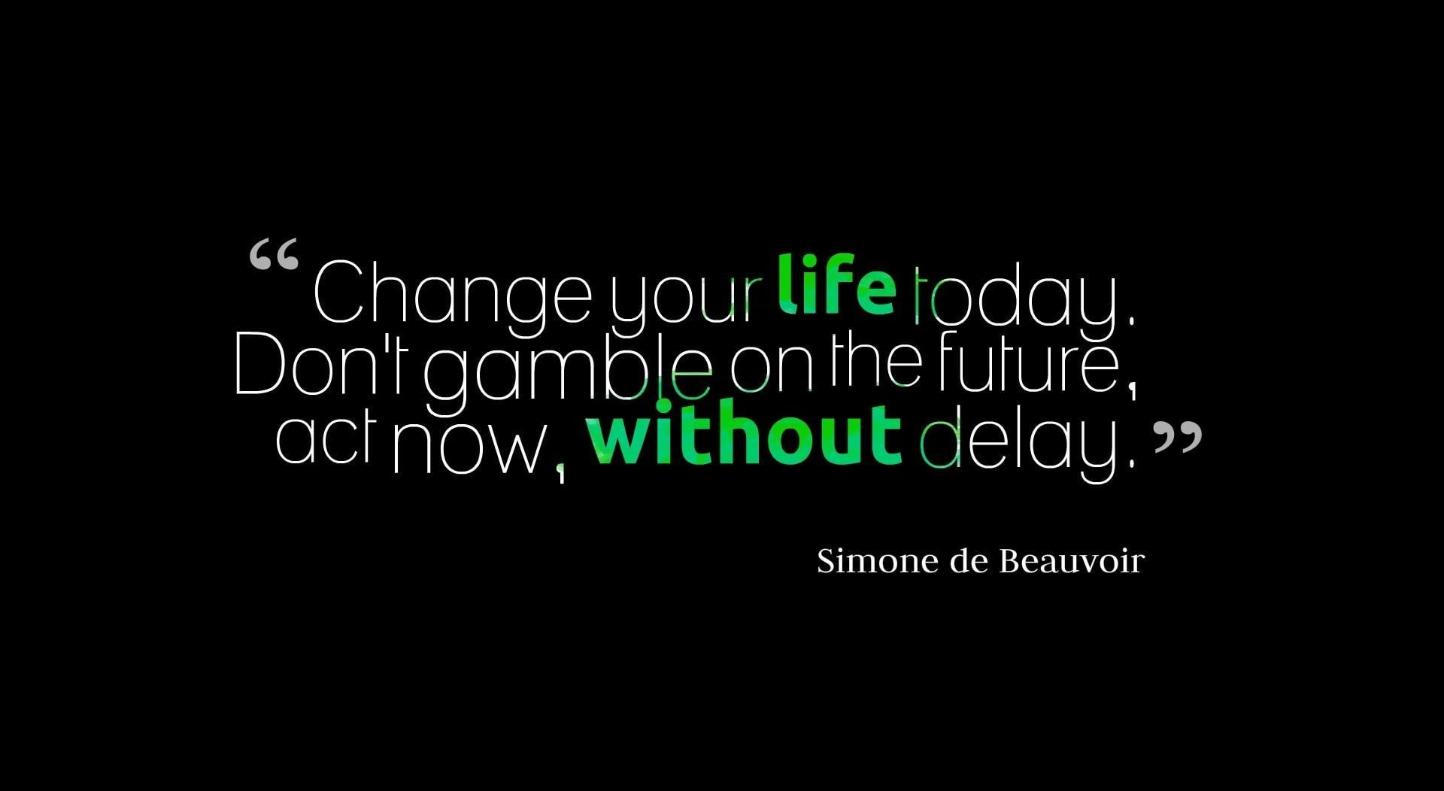 “Change your life today.
Don't gamble on the future,
act now, without delay.”
Simone de Beauvoir